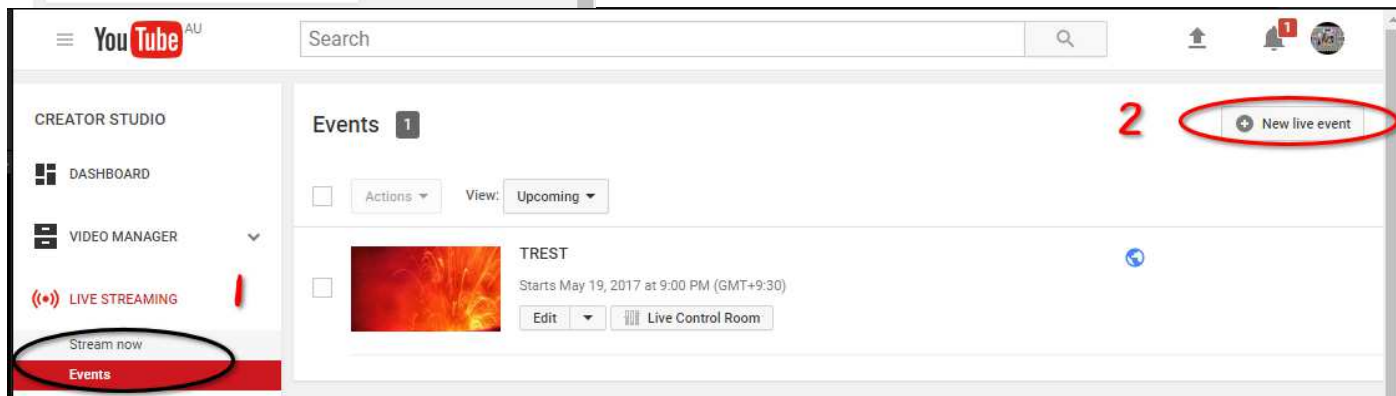 YouTube AU
Search
1
CREATOR STUDIO
DASHBOARD
VIDEO MANAGER
((•)) LIVE STREAMING
1
Stream now
Events
Events 1
2
New live event
Actions
View: Upcoming
TREST
Starts May 19, 2017 at 9:00 PM (GMT+9:30)
Edit
Live Control Room